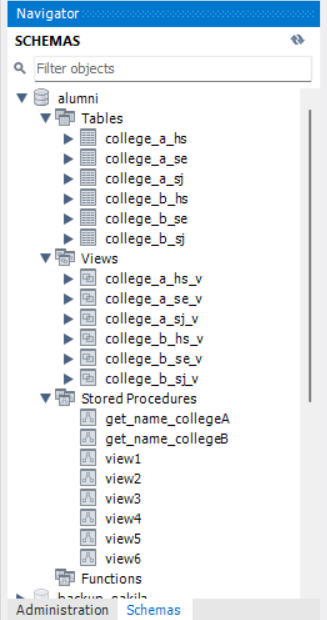 Navigator
SCHEMAS
Filter objects
alumni
Tables
college_a_hs
college_a_se
college_a_sj
college_b_hs
college_b_se
college_b_sj
Views
college_a_hs_v
college_a_se_v
college_a_sj_v
college_b_hs_v
college_b_se_v
college_b_sj_v
Stored Procedures
get_name_collegeA
get_name_collegeB
view1
view2
view3
view4
view5
view6
Functions
Administration Schemas